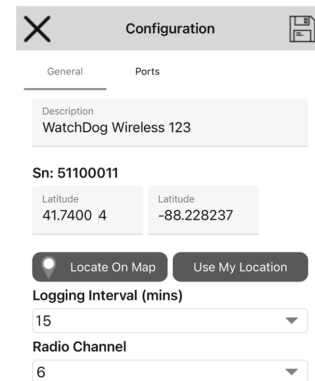 Configuration
General Ports
Description
WatchDog Wireless 123
Sn: 51100011
Latitude Latitude
41.7400 4 -88.228237
Locate On Map Use My Location
Logging Interval (mins)
15
Radio Channel
6